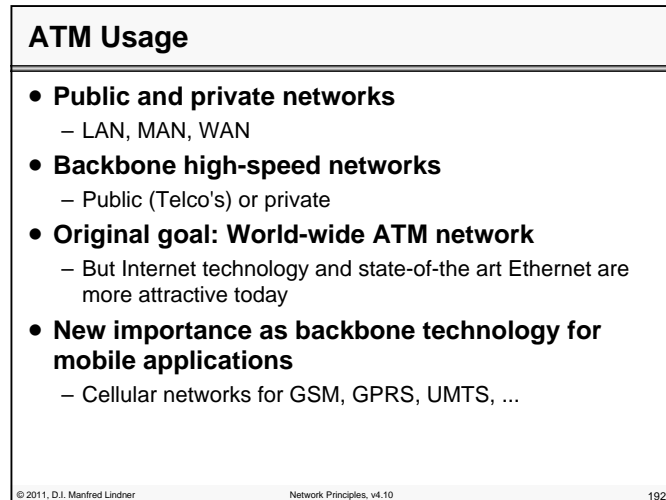 ATM Usage
• Public and private networks
– LAN, MAN, WAN
• Backbone high-speed networks
– Public (Telco's) or private
• Original goal: World-wide ATM network
– But Internet technology and state-of-the art Ethernet are
more attractive today
• New importance as backbone technology for
mobile applications
– Cellular networks for GSM, GPRS, UMTS, ...
© 2011, D.I. Manfred Lindner Network Principles, v4.10 192